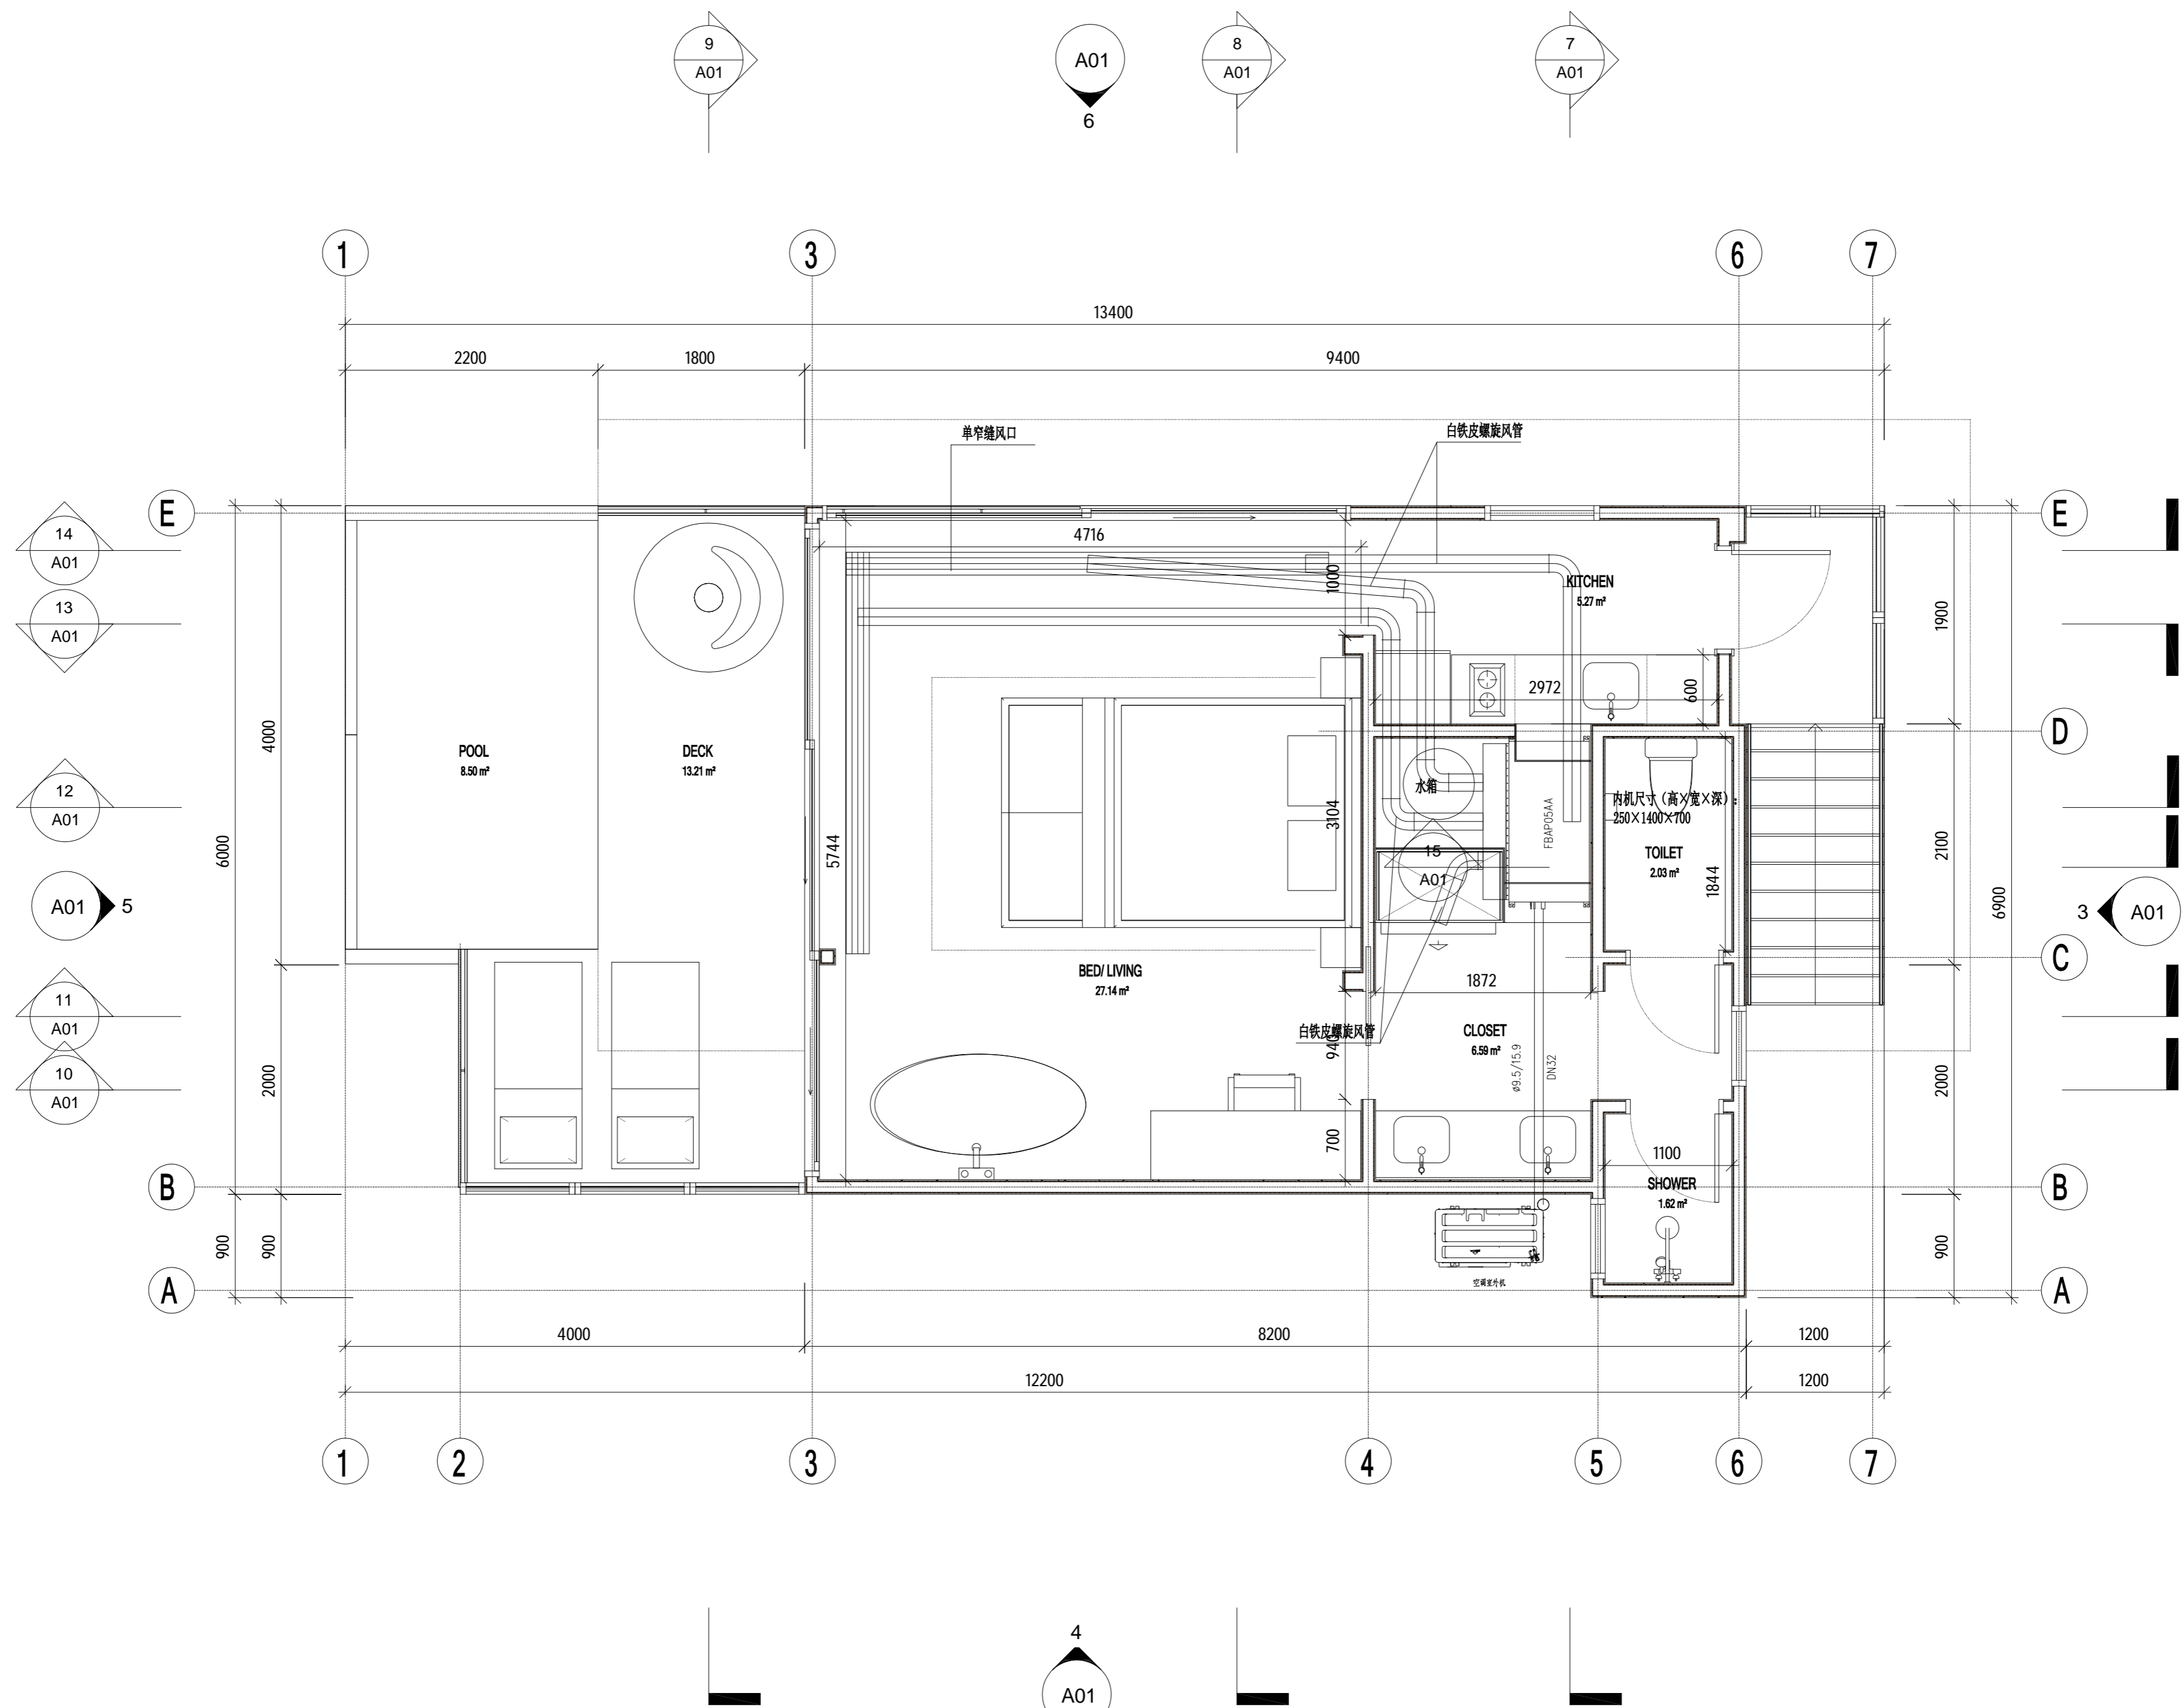 9
A01
A01
6
8
A01
7
A01
1
3
6
7
13400
2200
1800
9400
单窄缝风口
白铁皮螺旋风管
E
E
14
A01
4716
1000
KITCHEN
5.27 m²
13
A01
1900
2972
600
4000
POOL
8.50 m²
DECK
13.21 m²
D
12
A01
水箱
内机尺寸（高×宽×深）：
250×1400×700
3104
FBAP05AA
6000
5744
15
A01
TOILET
2.03 m²
1844
2100
A01
5
6900
3
A01
C
BED/ LIVING
27.14 m²
1872
11
A01
白铁皮螺旋风管
940
CLOSET
6.59 m²
ø9.5/15.9
DN32
10
A01
2000
2000
700
1100
B
SHOWER
1.62 m²
B
900
900
900
空调室外机
A
A
4000
8200
1200
12200
1200
1
2
3
4
5
6
7
4
A01